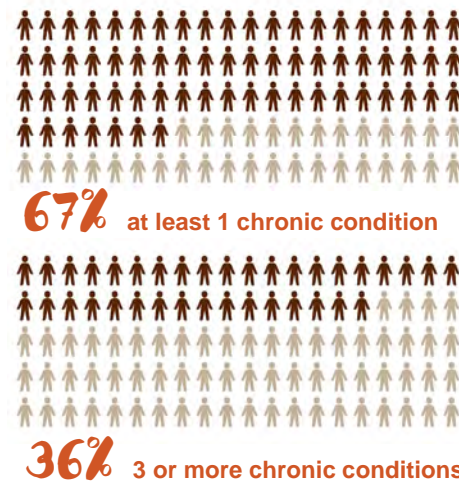 67% at least 1 chronic condition
36% 3 or more chronic conditions